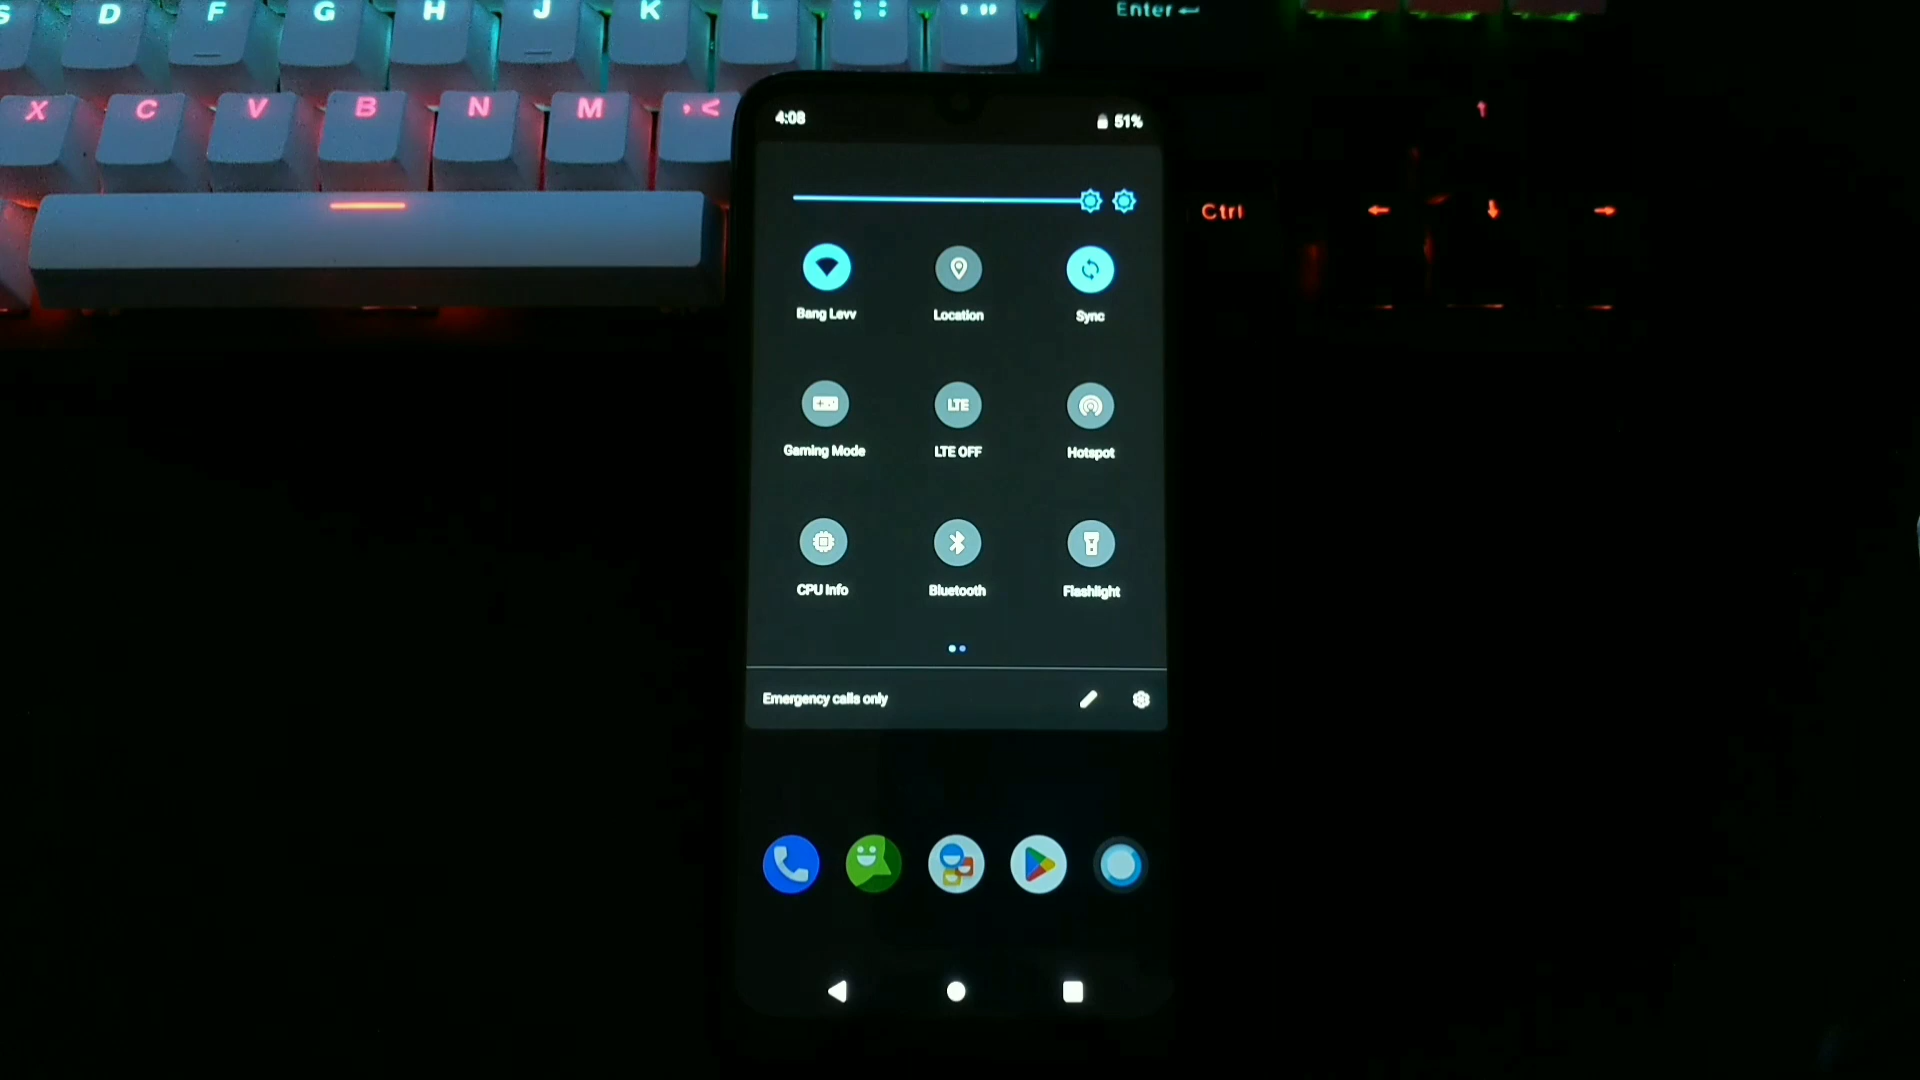 S D F G H J K L ; : ' " Enter
X C V B N M , <
4:08 51%
Ctrl
Bang Levv Location Sync
LTE
Gaming Mode LTE OFF Hotspot
CPU Info Bluetooth Flashlight
Emergency calls only